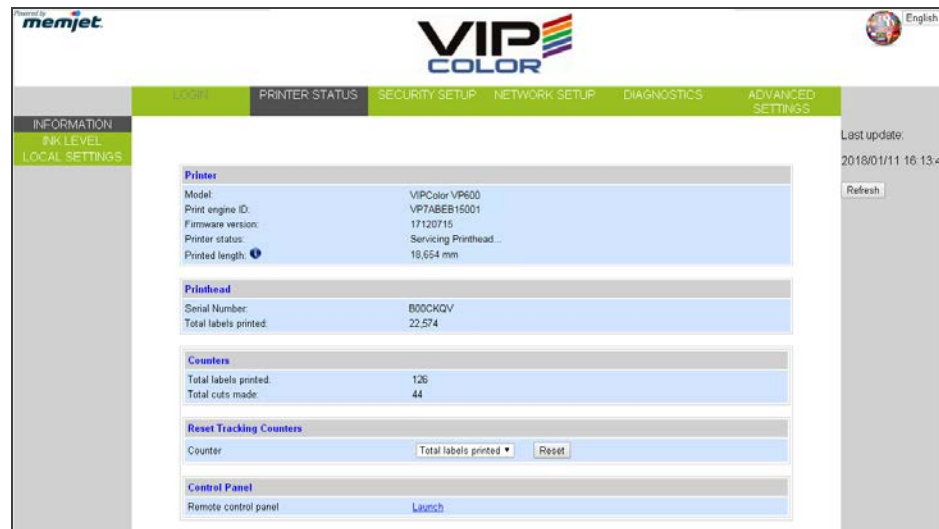 Powered by
memjet
VIP
COLOR
English
LOGIN
PRINTER STATUS
SECURITY SETUP
NETWORK SETUP
DIAGNOSTICS
ADVANCED SETTINGS
INFORMATION
INK LEVEL
LOCAL SETTINGS
Last update:
2018/01/11 16:13:4
Refresh
Printer
Model: VIPColor VP600
Print engine ID: VP7ABEB15001
Firmware version: 17120715
Printer status: Servicing Printhead...
Printed length: 18,654 mm
Printhead
Serial Number: B00CKQV
Total labels printed: 22,574
Counters
Total labels printed: 126
Total cuts made: 44
Reset Tracking Counters
Counter Total labels printed Reset
Control Panel
Remote control panel Launch